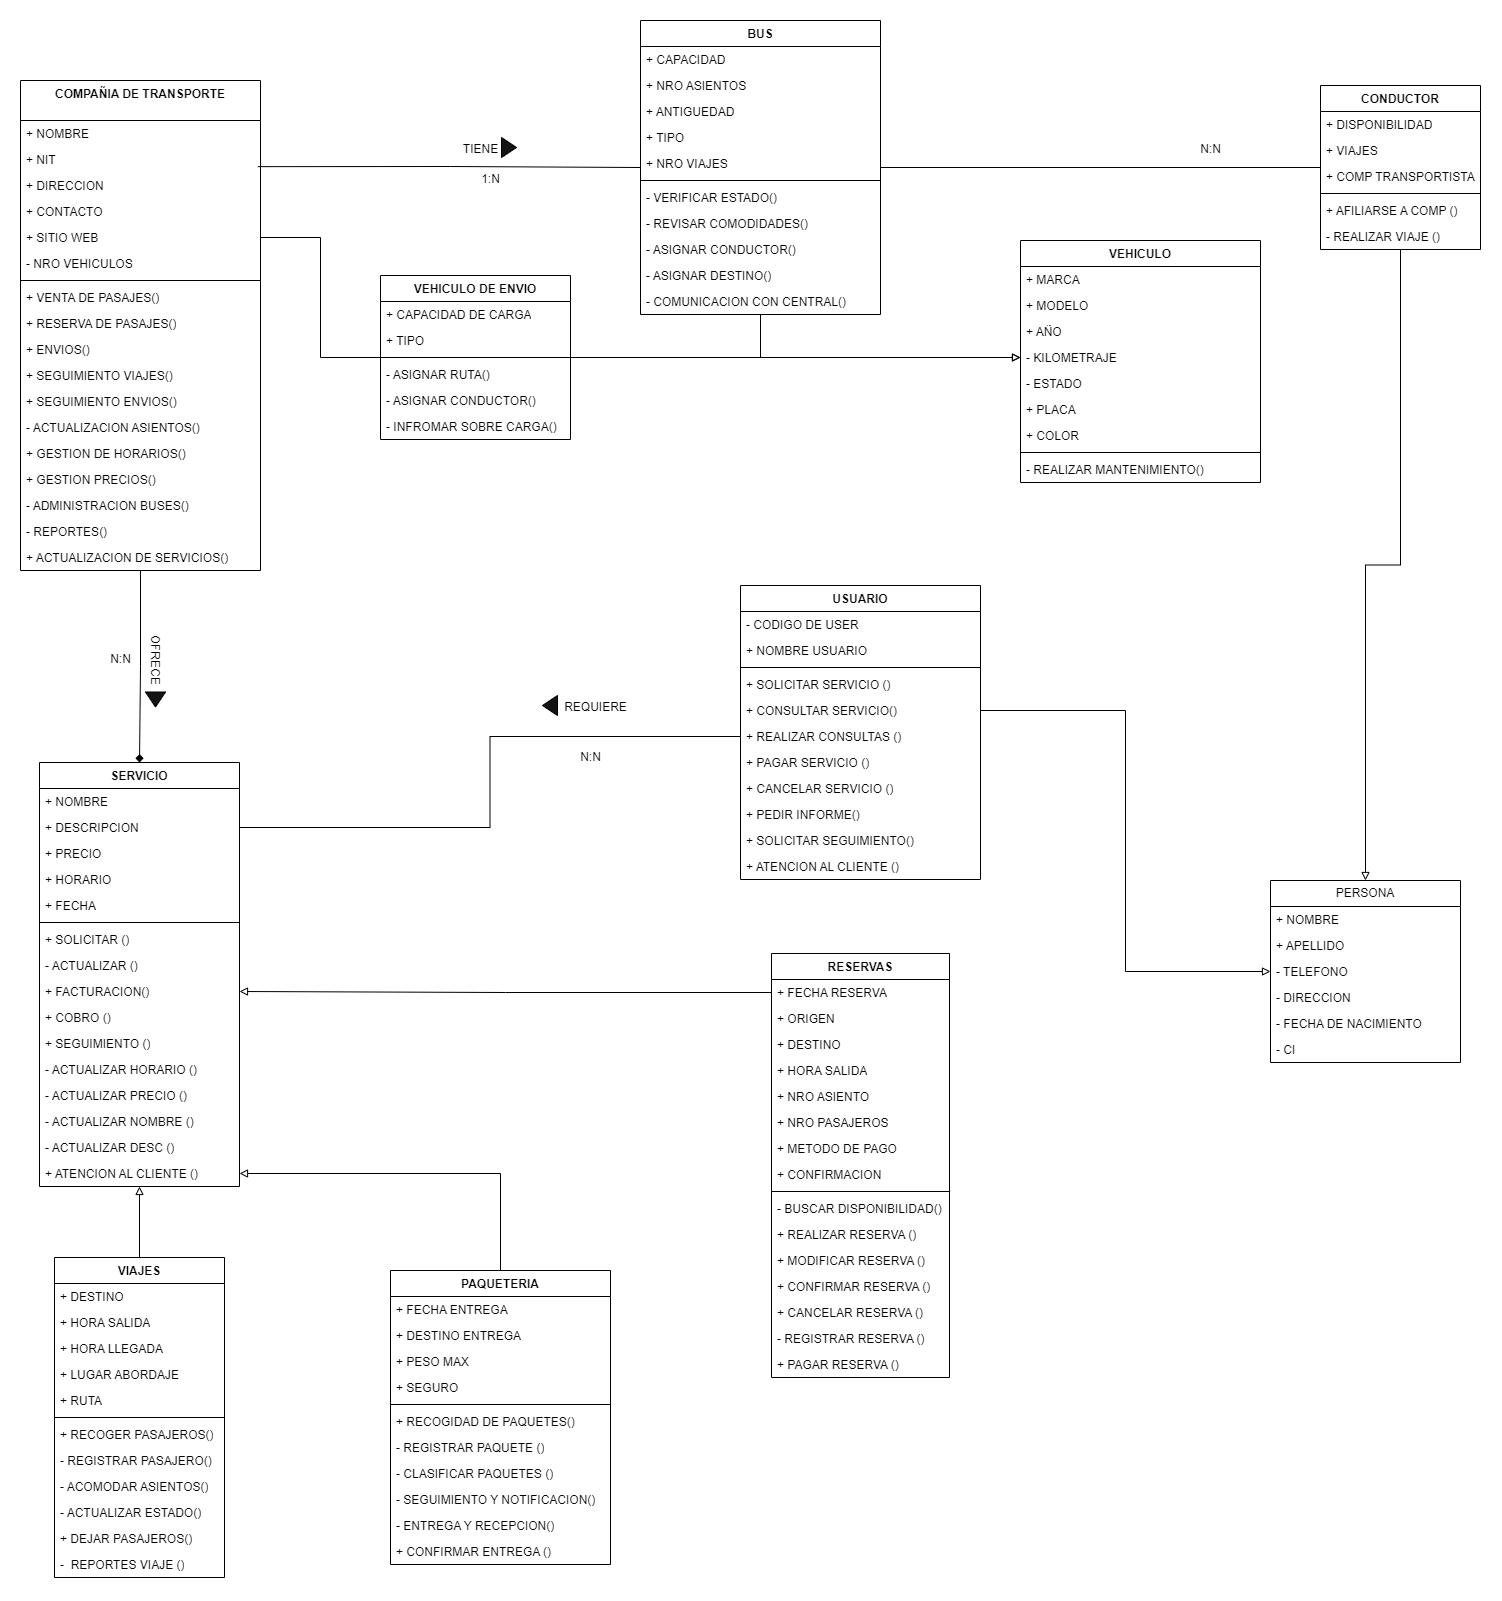 BUS
+ CAPACIDAD
+ NRO ASIENTOS
+ ANTIGUEDAD
+ TIPO
+ NRO VIAJES
- VERIFICAR ESTADO()
- REVISAR COMODIDADES()
- ASIGNAR CONDUCTOR()
- ASIGNAR DESTINO()
- COMUNICACION CON CENTRAL()
COMPAÑIA DE TRANSPORTE
+ NOMBRE
+ NIT
+ DIRECCION
+ CONTACTO
+ SITIO WEB
- NRO VEHICULOS
+ VENTA DE PASAJES()
+ RESERVA DE PASAJES()
+ ENVIOS()
+ SEGUIMIENTO VIAJES()
+ SEGUIMIENTO ENVIOS()
- ACTUALIZACION ASIENTOS()
+ GESTION DE HORARIOS()
+ GESTION PRECIOS()
- ADMINISTRACION BUSES()
- REPORTES()
+ ACTUALIZACION DE SERVICIOS()
TIENE
1:N
N:N
CONDUCTOR
+ DISPONIBILIDAD
+ VIAJES
+ COMP TRANSPORTISTA
+ AFILIARSE A COMP ()
- REALIZAR VIAJE ()
VEHICULO DE ENVIO
+ CAPACIDAD DE CARGA
+ TIPO
- ASIGNAR RUTA()
- ASIGNAR CONDUCTOR()
- INFROMAR SOBRE CARGA()
VEHICULO
+ MARCA
+ MODELO
+ AÑO
- KILOMETRAJE
- ESTADO
+ PLACA
+ COLOR
- REALIZAR MANTENIMIENTO()
OFRECE
N:N
USUARIO
- CODIGO DE USER
+ NOMBRE USUARIO
+ SOLICITAR SERVICIO ()
+ CONSULTAR SERVICIO()
+ REALIZAR CONSULTAS ()
+ PAGAR SERVICIO ()
+ CANCELAR SERVICIO ()
+ PEDIR INFORME()
+ SOLICITAR SEGUIMIENTO()
+ ATENCION AL CLIENTE ()
REQUIERE
N:N
SERVICIO
+ NOMBRE
+ DESCRIPCION
+ PRECIO
+ HORARIO
+ FECHA
+ SOLICITAR ()
- ACTUALIZAR ()
+ FACTURACION()
+ COBRO ()
+ SEGUIMIENTO ()
- ACTUALIZAR HORARIO ()
- ACTUALIZAR PRECIO ()
- ACTUALIZAR NOMBRE ()
- ACTUALIZAR DESC ()
+ ATENCION AL CLIENTE ()
PERSONA
+ NOMBRE
+ APELLIDO
- TELEFONO
- DIRECCION
- FECHA DE NACIMIENTO
- CI
RESERVAS
+ FECHA RESERVA
+ ORIGEN
+ DESTINO
+ HORA SALIDA
+ NRO ASIENTO
+ NRO PASAJEROS
+ METODO DE PAGO
+ CONFIRMACION
- BUSCAR DISPONIBILIDAD()
+ REALIZAR RESERVA ()
+ MODIFICAR RESERVA ()
+ CONFIRMAR RESERVA ()
+ CANCELAR RESERVA ()
- REGISTRAR RESERVA ()
+ PAGAR RESERVA ()
VIAJES
+ DESTINO
+ HORA SALIDA
+ HORA LLEGADA
+ LUGAR ABORDAJE
+ RUTA
+ RECOGER PASAJEROS()
- REGISTRAR PASAJERO()
- ACOMODAR ASIENTOS()
- ACTUALIZAR ESTADO()
+ DEJAR PASAJEROS()
- REPORTES VIAJE ()
PAQUETERIA
+ FECHA ENTREGA
+ DESTINO ENTREGA
+ PESO MAX
+ SEGURO
+ RECOGIDAD DE PAQUETES()
- REGISTRAR PAQUETE ()
- CLASIFICAR PAQUETES ()
- SEGUIMIENTO Y NOTIFICACION()
- ENTREGA Y RECEPCION()
+ CONFIRMAR ENTREGA ()